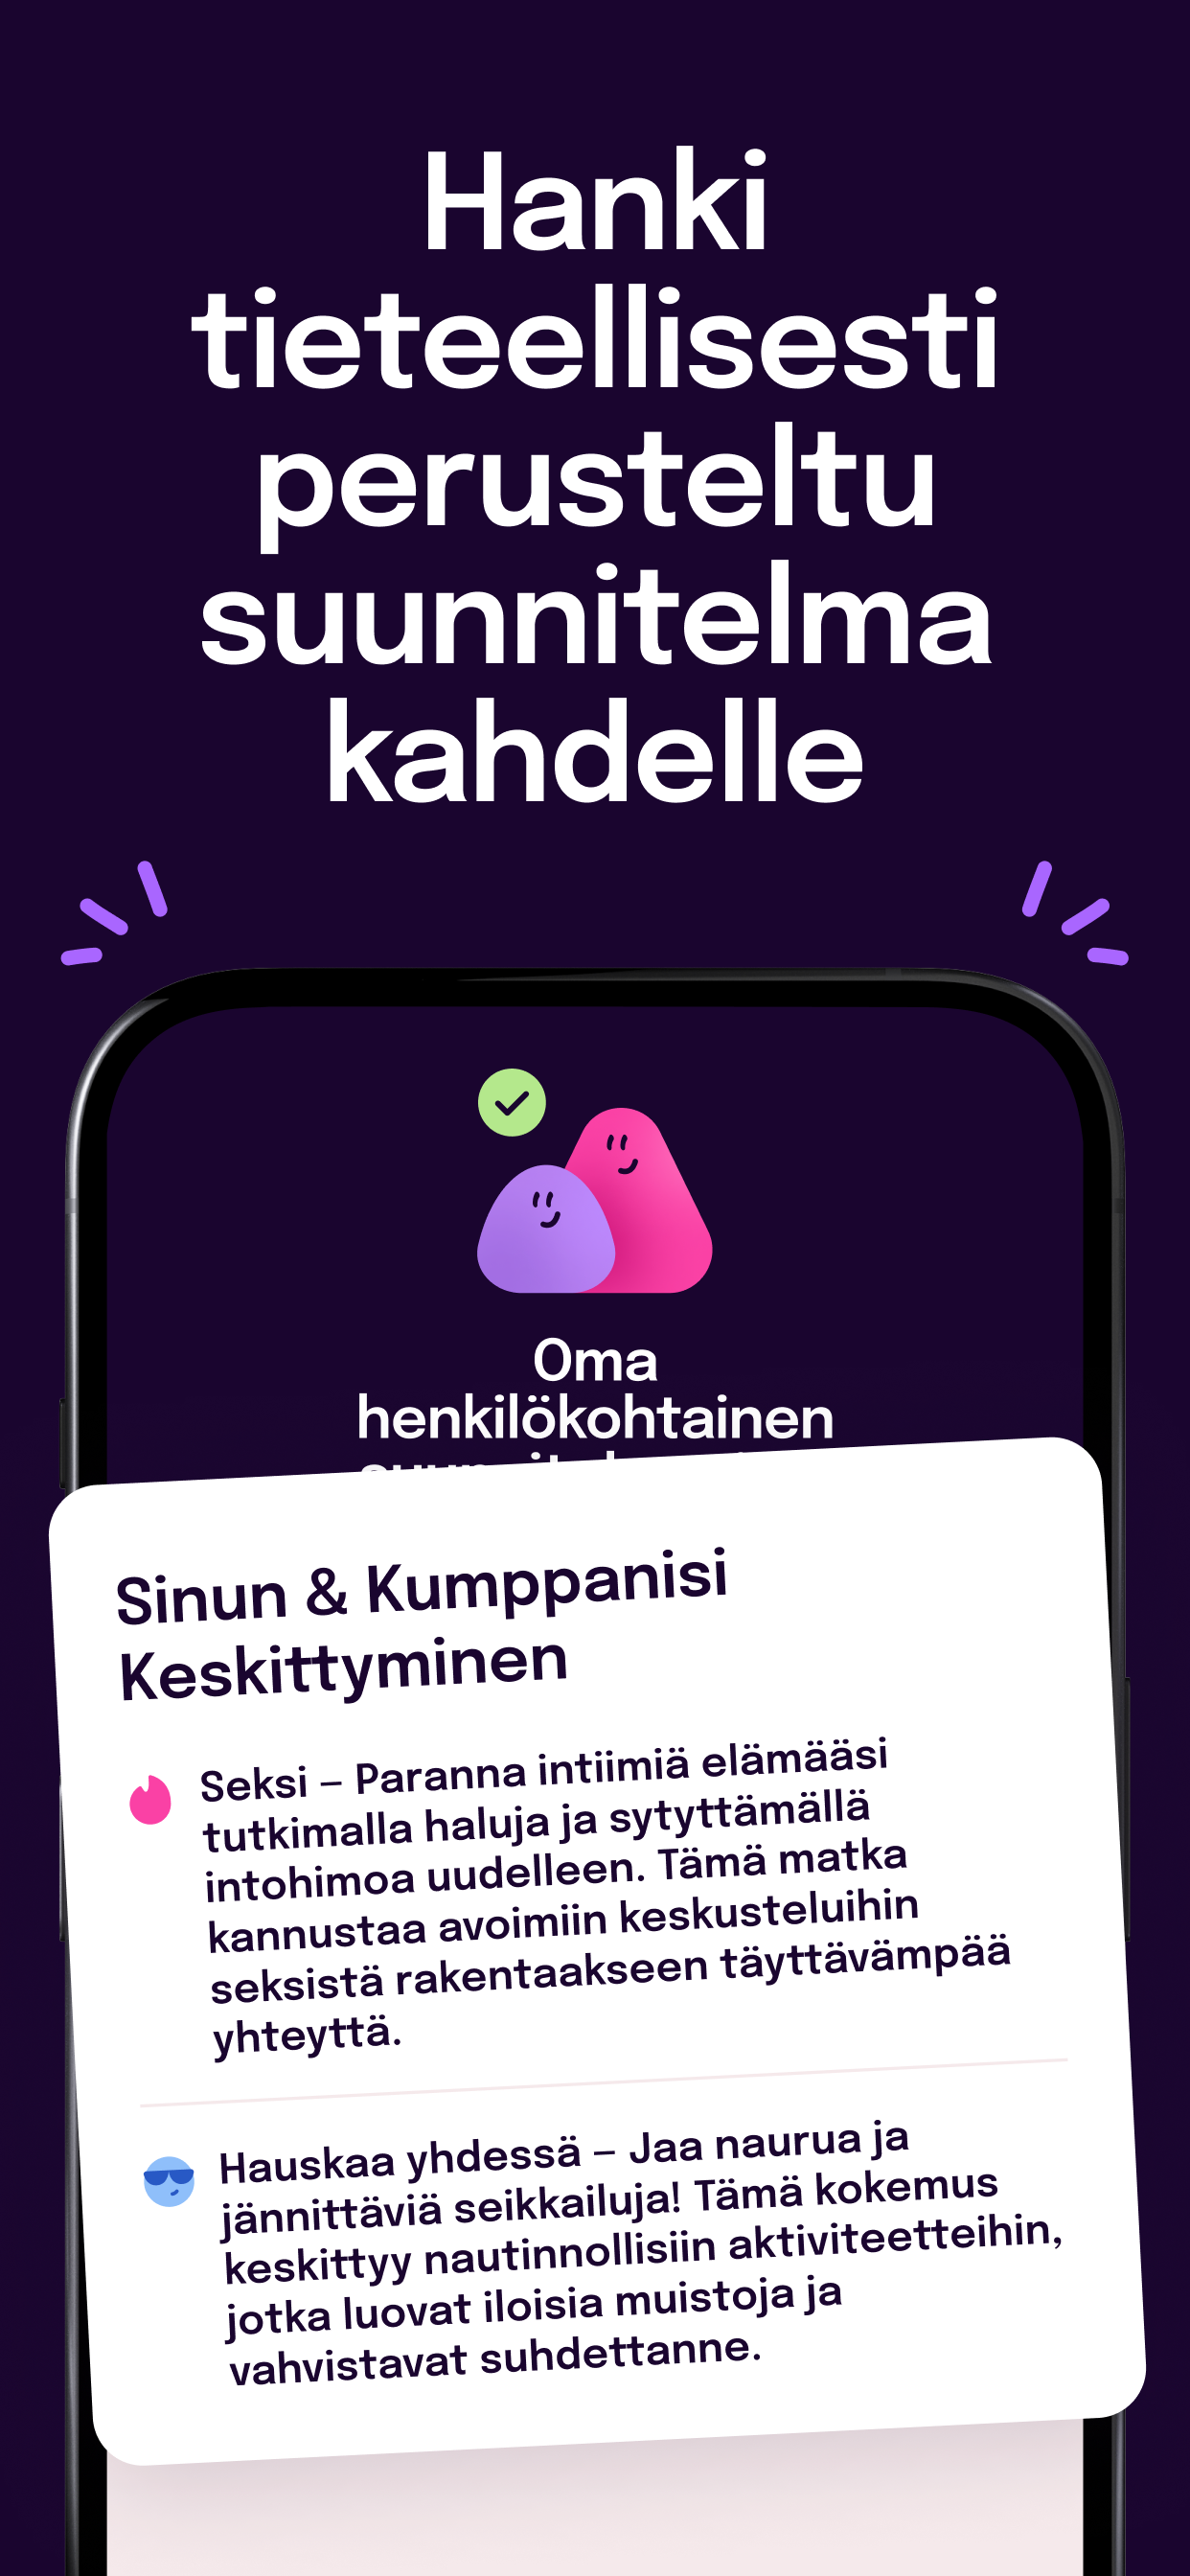 Hanki
tieteellisesti
perusteltu
suunnitelma
kahdelle
Oma
henkilökohtainen
Sinun & Kumppanisi
Keskittyminen
Seksi – Paranna intiimiä elämääsi
tutkimalla haluja ja sytyttämällä
intohimoa uudelleen. Tämä matka
kannustaa avoimiin keskusteluihin
seksistä rakentaakseen täyttävämpää
yhteyttä.
Hauskaa yhdessä – Jaa naurua ja
jännittäviä seikkailuja! Tämä kokemus
keskittyy nautinnollisiin aktiviteetteihin,
jotka luovat iloisia muistoja ja
vahvistavat suhdettanne.